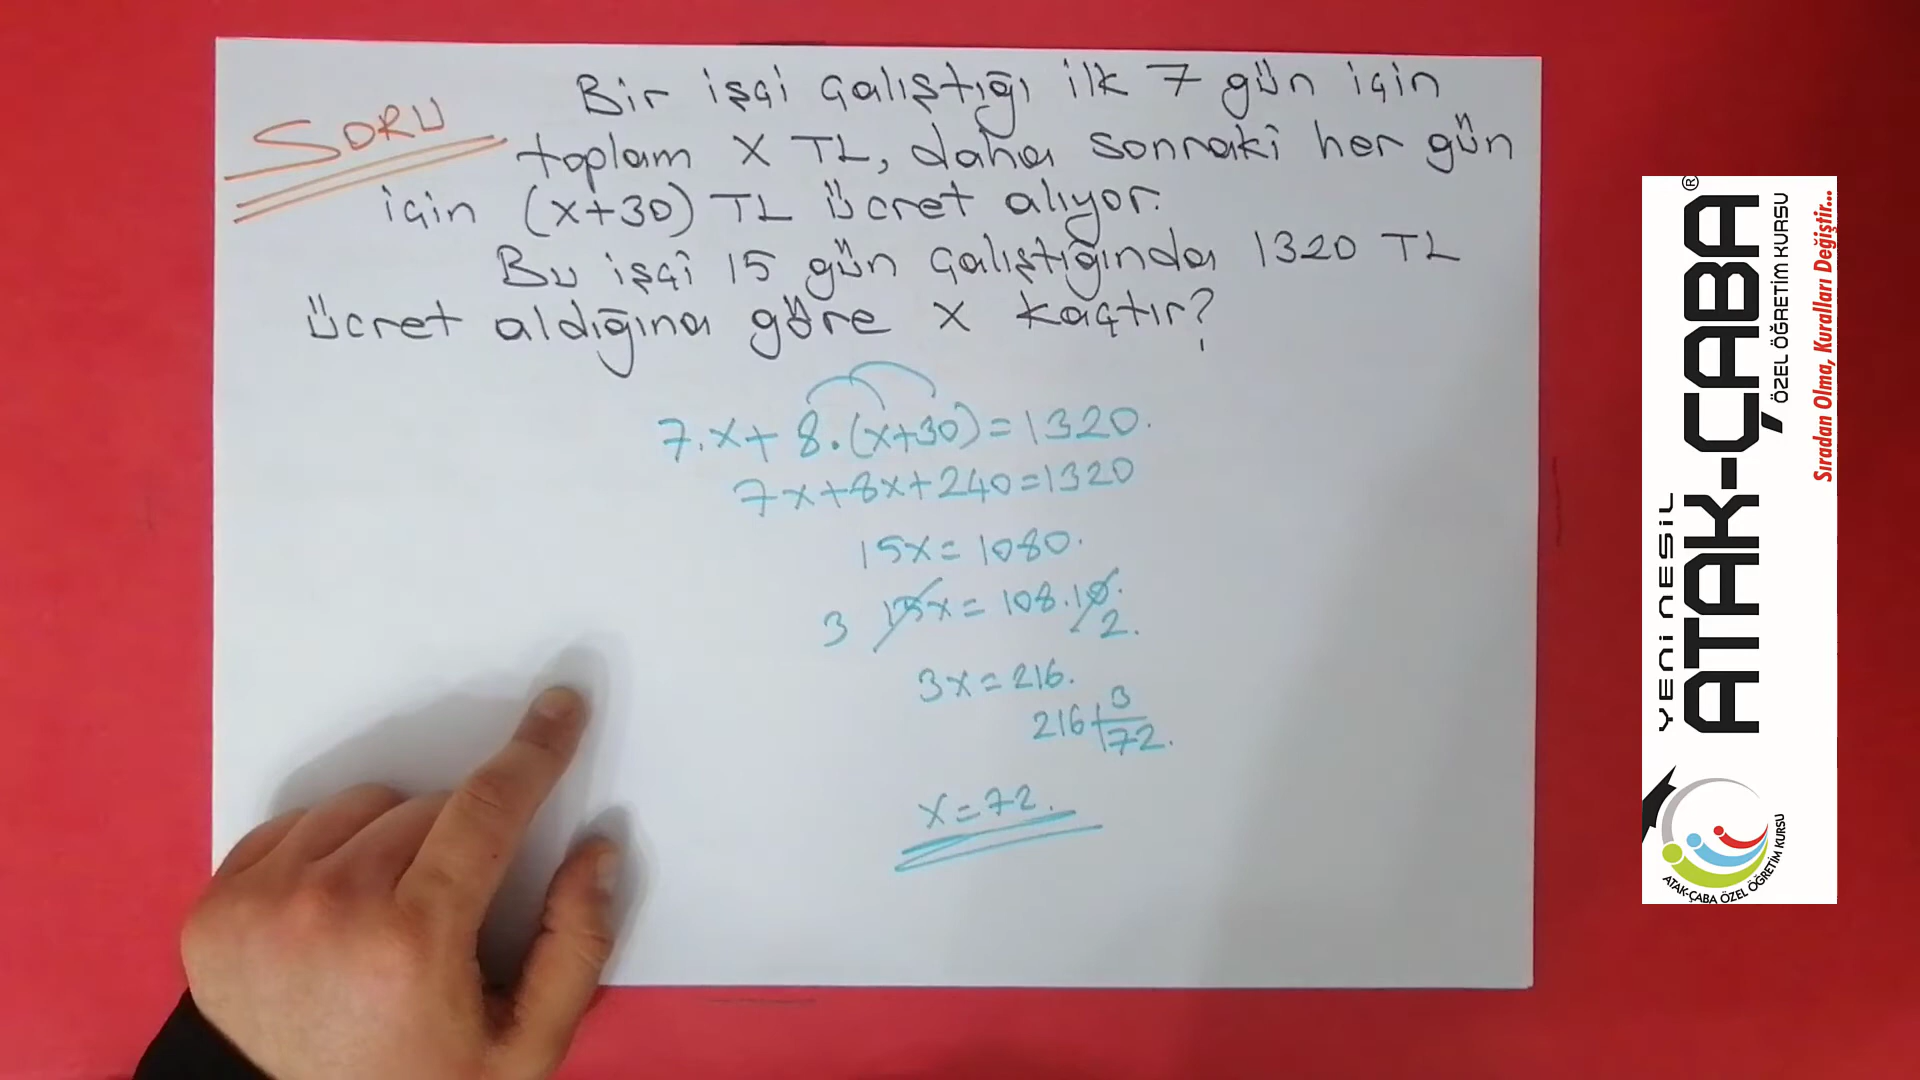 SORU
Bir işçi çalıştığı ilk 7 gün için
toplam X TL, daha sonraki her gün
için (x+30) TL ücret alıyor.
Bu işçi 15 gün çalıştığında 1320 TL
ücret aldığına göre x kaçtır?
7.x+ 8.(x+30)=1320.
7x+8x+240=1320
15x=1080.
3 15x=108.10.
2.
3x=216.
216 3
72.
x=72.
YENİ NESİL
ATAK-ÇABA®
ÖZEL ÖĞRETİM KURSU
Sıradan Olma, Kuralları Değiştir...
ATAK-ÇABA ÖZEL ÖĞRETİM KURSU